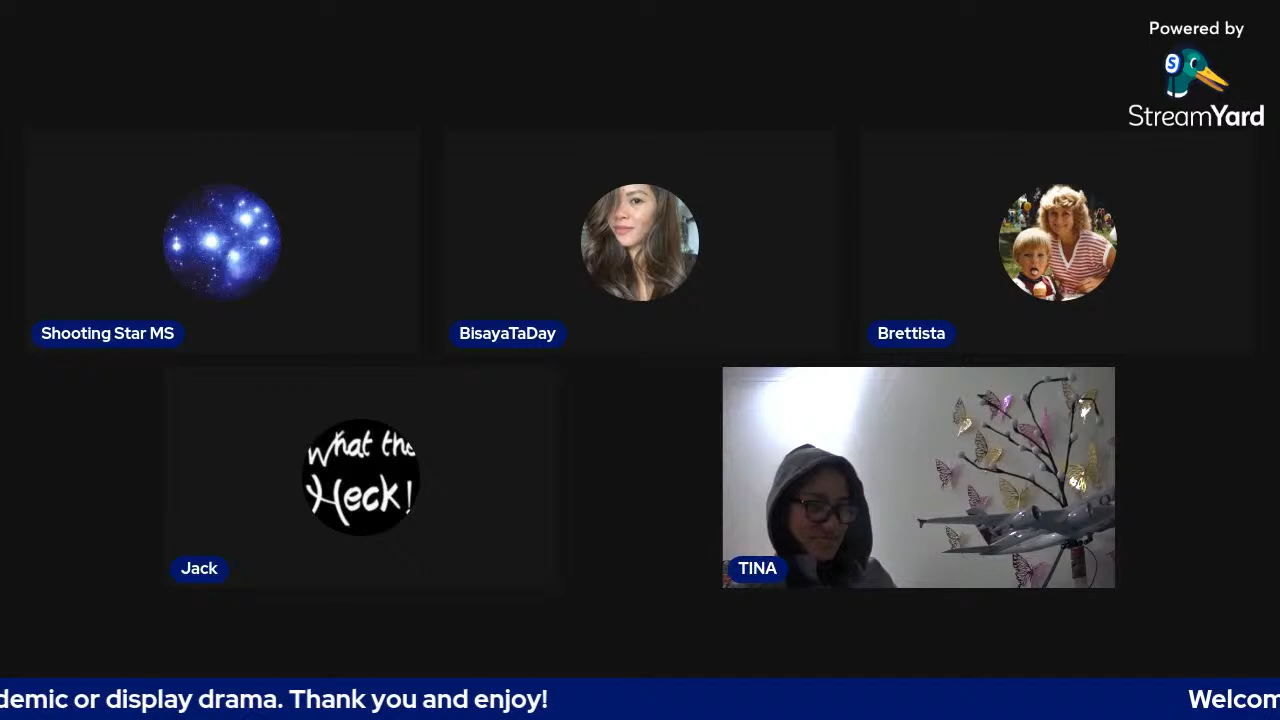 Powered by
StreamYard
Shooting Star MS
BisayaTaDay
Brettista
What the
Heck!
Jack
TINA
demic or display drama. Thank you and enjoy!
Welcom